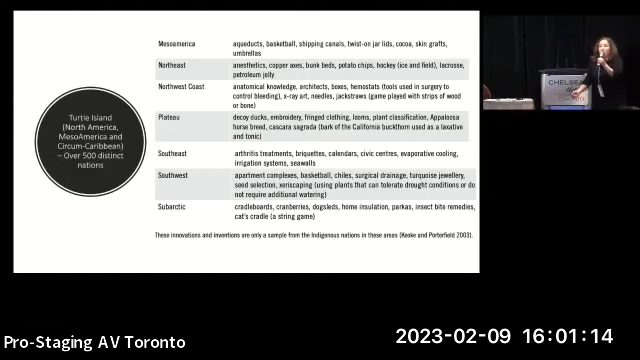 Mesoamerica aqueducts, basketball, shipping canals, twist-on jar lids, cocoa, skin grafts,
umbrellas
Northeast anesthetics, copper axes, bunk beds, potato chips, hockey (ice and field), lacrosse,
petroleum jelly
Northwest Coast anatomical knowledge, architects, boxes, hemostats (tools used in surgery to
control bleeding), x-ray art, needles, jackstraws (game played with strips of wood
or bone)
Plateau decoy ducks, embroidery, fringed clothing, looms, plant classification, Appaloosa
horse breed, cascara sagrada (bark of the California buckthorn used as a laxative
and tonic)
Southeast arthritis treatments, briquettes, calendars, civic centres, evaporative cooling,
irrigation systems, seawalls
Southwest apartment complexes, basketball, chiles, surgical drainage, turquoise jewellery,
seed selection, xeriscaping (using plants that can tolerate drought conditions or do
not require additional watering)
Subarctic cradleboards, cranberries, dogsleds, home insulation, parkas, insect bite remedies,
cat's cradle (a string game)
These innovations and inventions are only a sample from the Indigenous nations in these areas (Keoke and Porterfield 2003).
Turtle Island
(North America,
MesoAmerica and
Circum-Caribbean)
– Over 500 distinct
nations
CHELSEA
TORONTO
Pro-Staging AV Toronto
2023-02-09 16:01:14